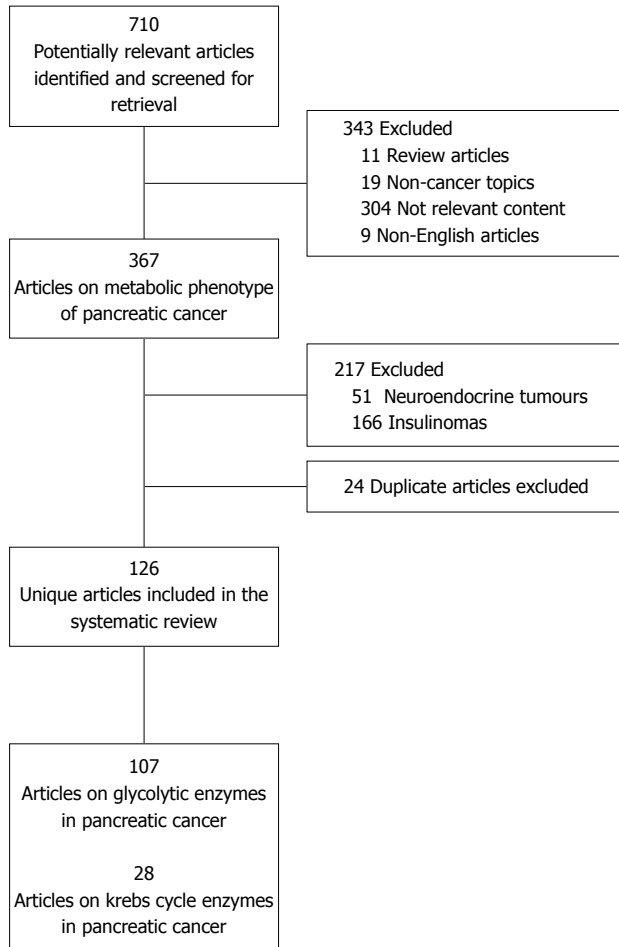 710
Potentially relevant articles
identified and screened for
retrieval
343 Excluded
11 Review articles
19 Non-cancer topics
304 Not relevant content
9 Non-English articles
367
Articles on metabolic phenotype
of pancreatic cancer
217 Excluded
51 Neuroendocrine tumours
166 Insulinomas
24 Duplicate articles excluded
126
Unique articles included in the
systematic review
107
Articles on glycolytic enzymes
in pancreatic cancer
28
Articles on krebs cycle enzymes
in pancreatic cancer